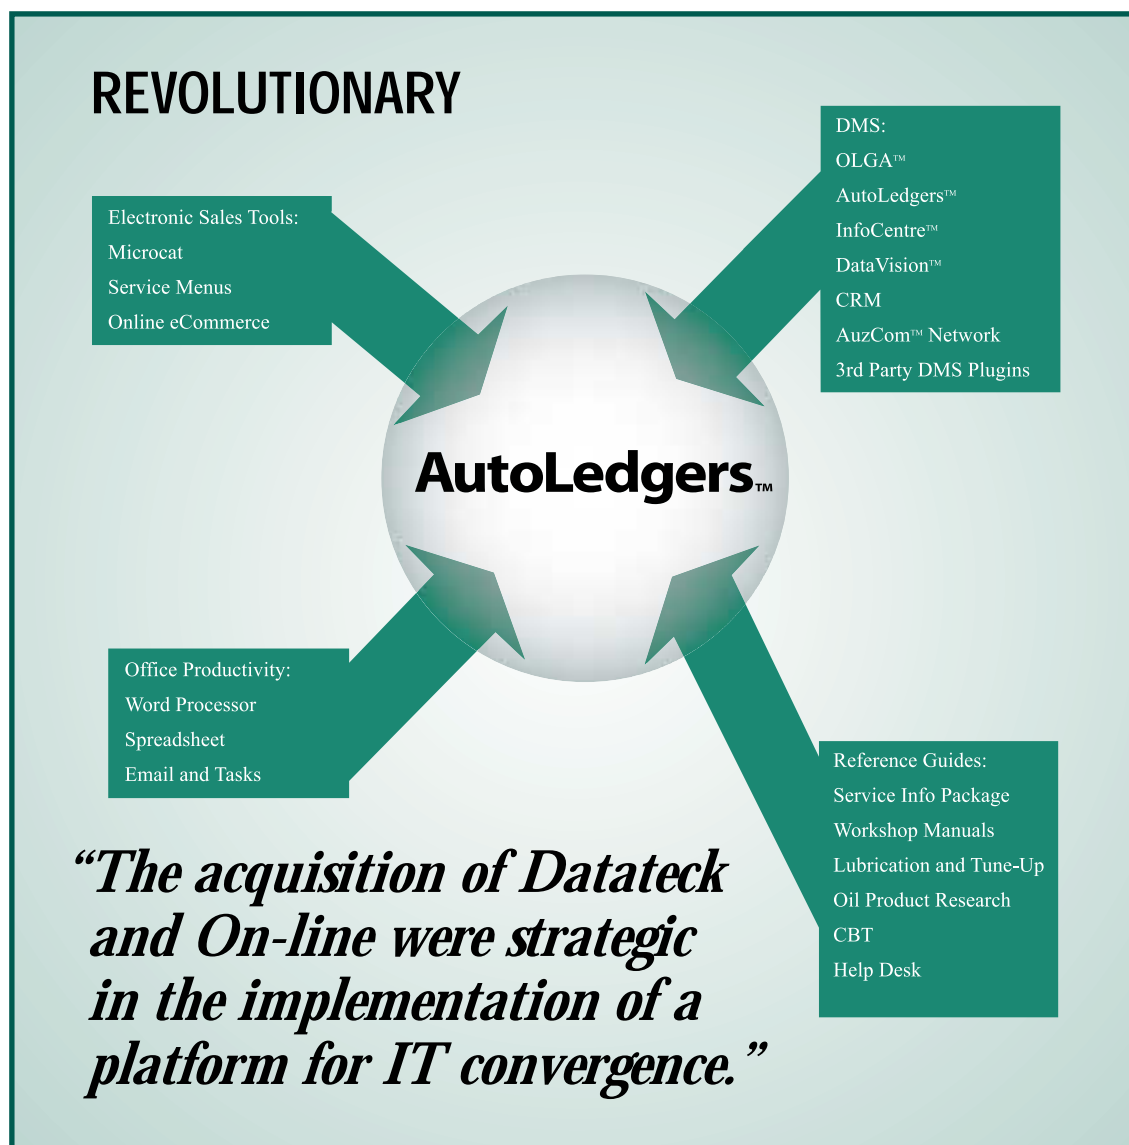 REVOLUTIONARY
Electronic Sales Tools:
Microcat
Service Menus
Online eCommerce
DMS:
OLGA™
AutoLedgers™
InfoCentre™
DataVision™
CRM
AuzCom™ Network
3rd Party DMS Plugins
AutoLedgers™
Office Productivity:
Word Processor
Spreadsheet
Email and Tasks
Reference Guides:
Service Info Package
Workshop Manuals
Lubrication and Tune-Up
Oil Product Research
CBT
Help Desk
“The acquisition of Datateck
and On-line were strategic
in the implementation of a
platform for IT convergence.”